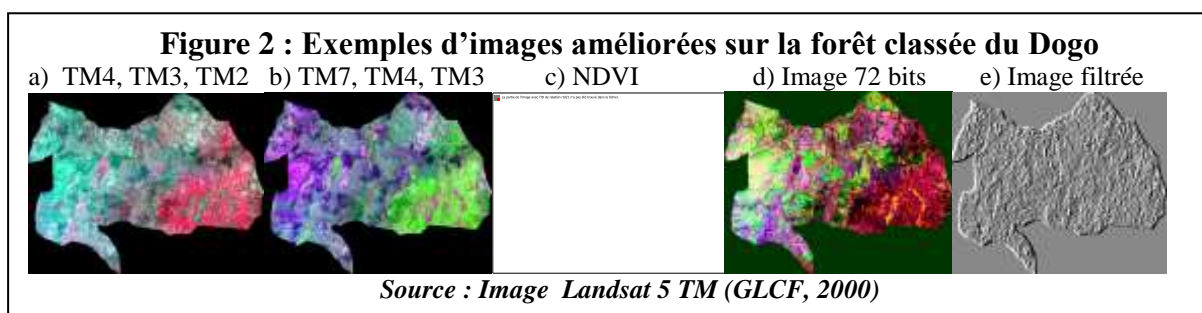 Figure 2 : Exemples d'images améliorées sur la forêt classée du Dogo
a) TM4, TM3, TM2 b) TM7, TM4, TM3 c) NDVI d) Image 72 bits e) Image filtrée
Source : Image Landsat 5 TM (GLCF, 2000)